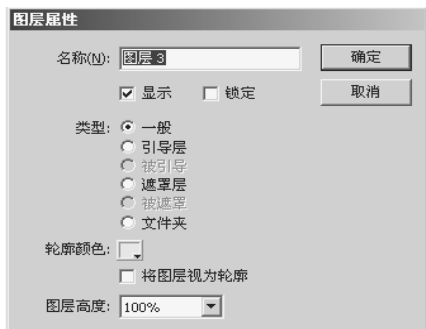 图层属性
名称(N): 图层 3 确定
显示 锁定 取消
类型: 一般
引导层
被引导
遮罩层
被遮罩
文件夹
轮廓颜色:
将图层视为轮廓
图层高度: 100%